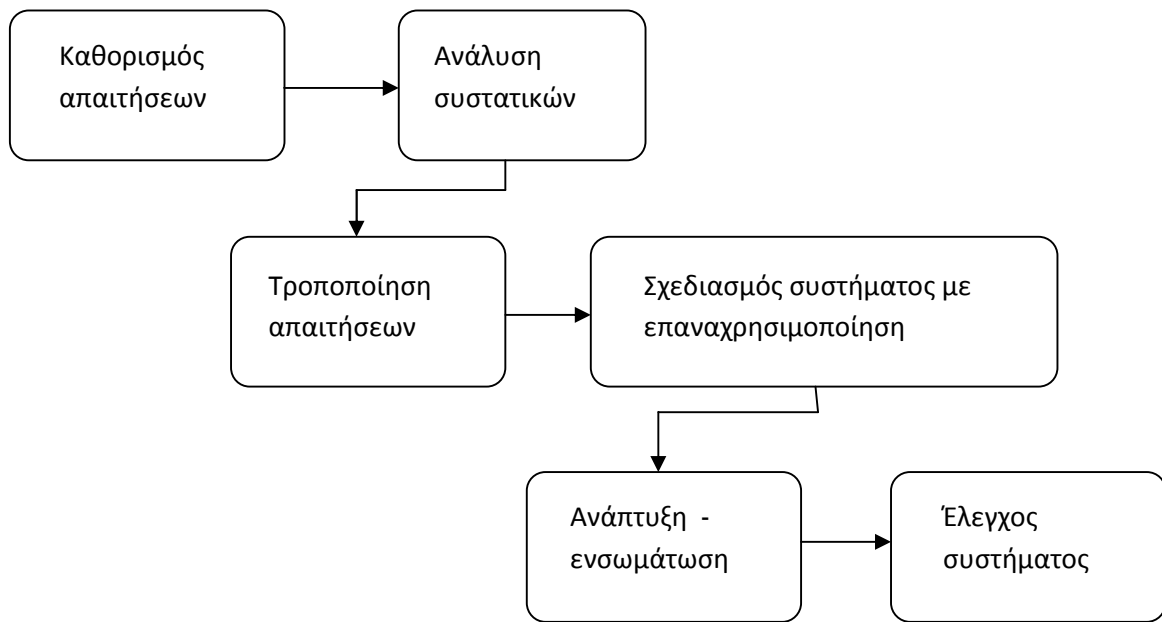 Καθορισμός
απαιτήσεων
Ανάλυση
συστατικών
Τροποποίηση
απαιτήσεων
Σχεδιασμός συστήματος με
επαναχρησιμοποίηση
Ανάπτυξη -
ενσωμάτωση
Έλεγχος
συστήματος